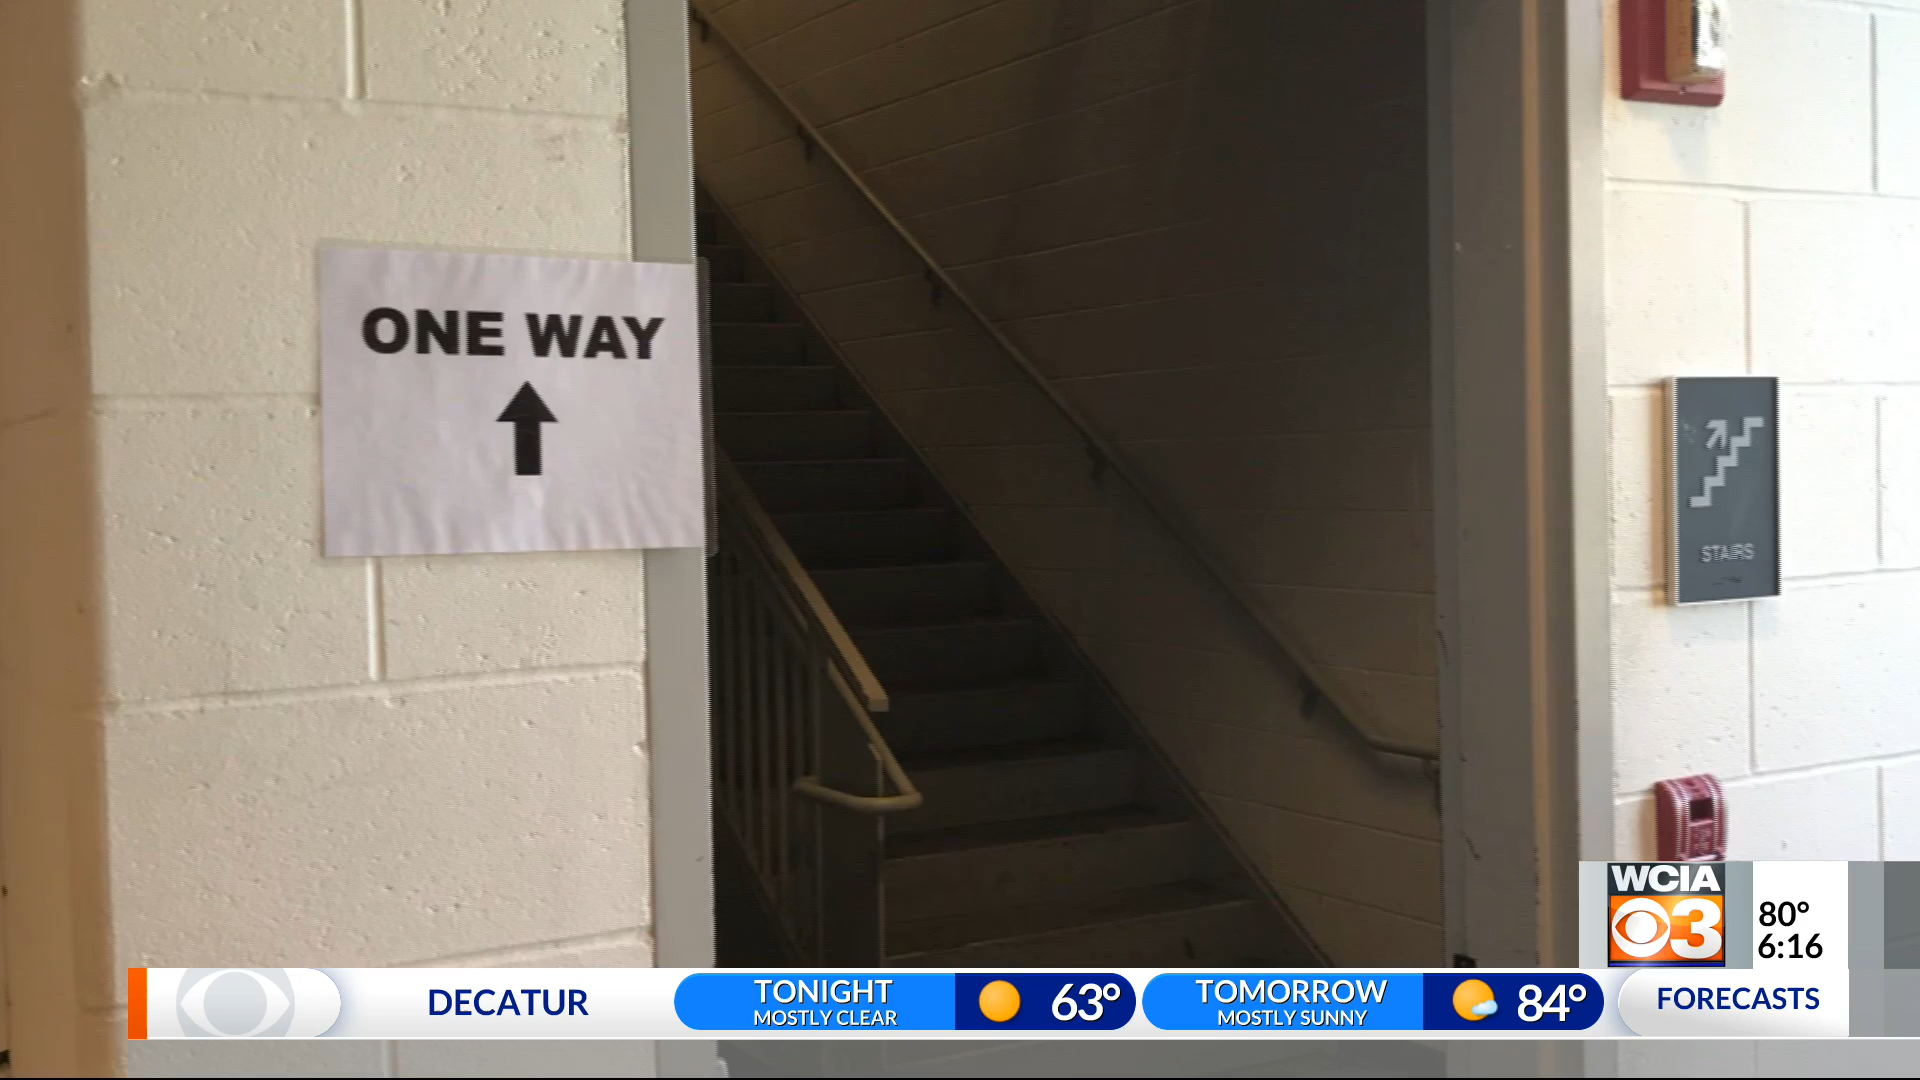 ONE WAY
STAIRS
WCIA
3
80°
6:16
DECATUR
TONIGHT
MOSTLY CLEAR
63°
TOMORROW
MOSTLY SUNNY
84°
FORECASTS